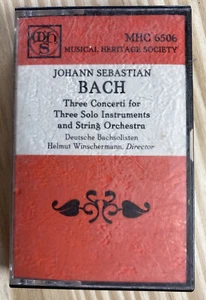 MHS
MHC 6506
MUSICAL HERITAGE SOCIETY
JOHANN SEBASTIAN
BACH
Three Concerti for
Three Solo Instruments
and String Orchestra
Deutsche Bachsolisten
Helmut Winschermann, Director